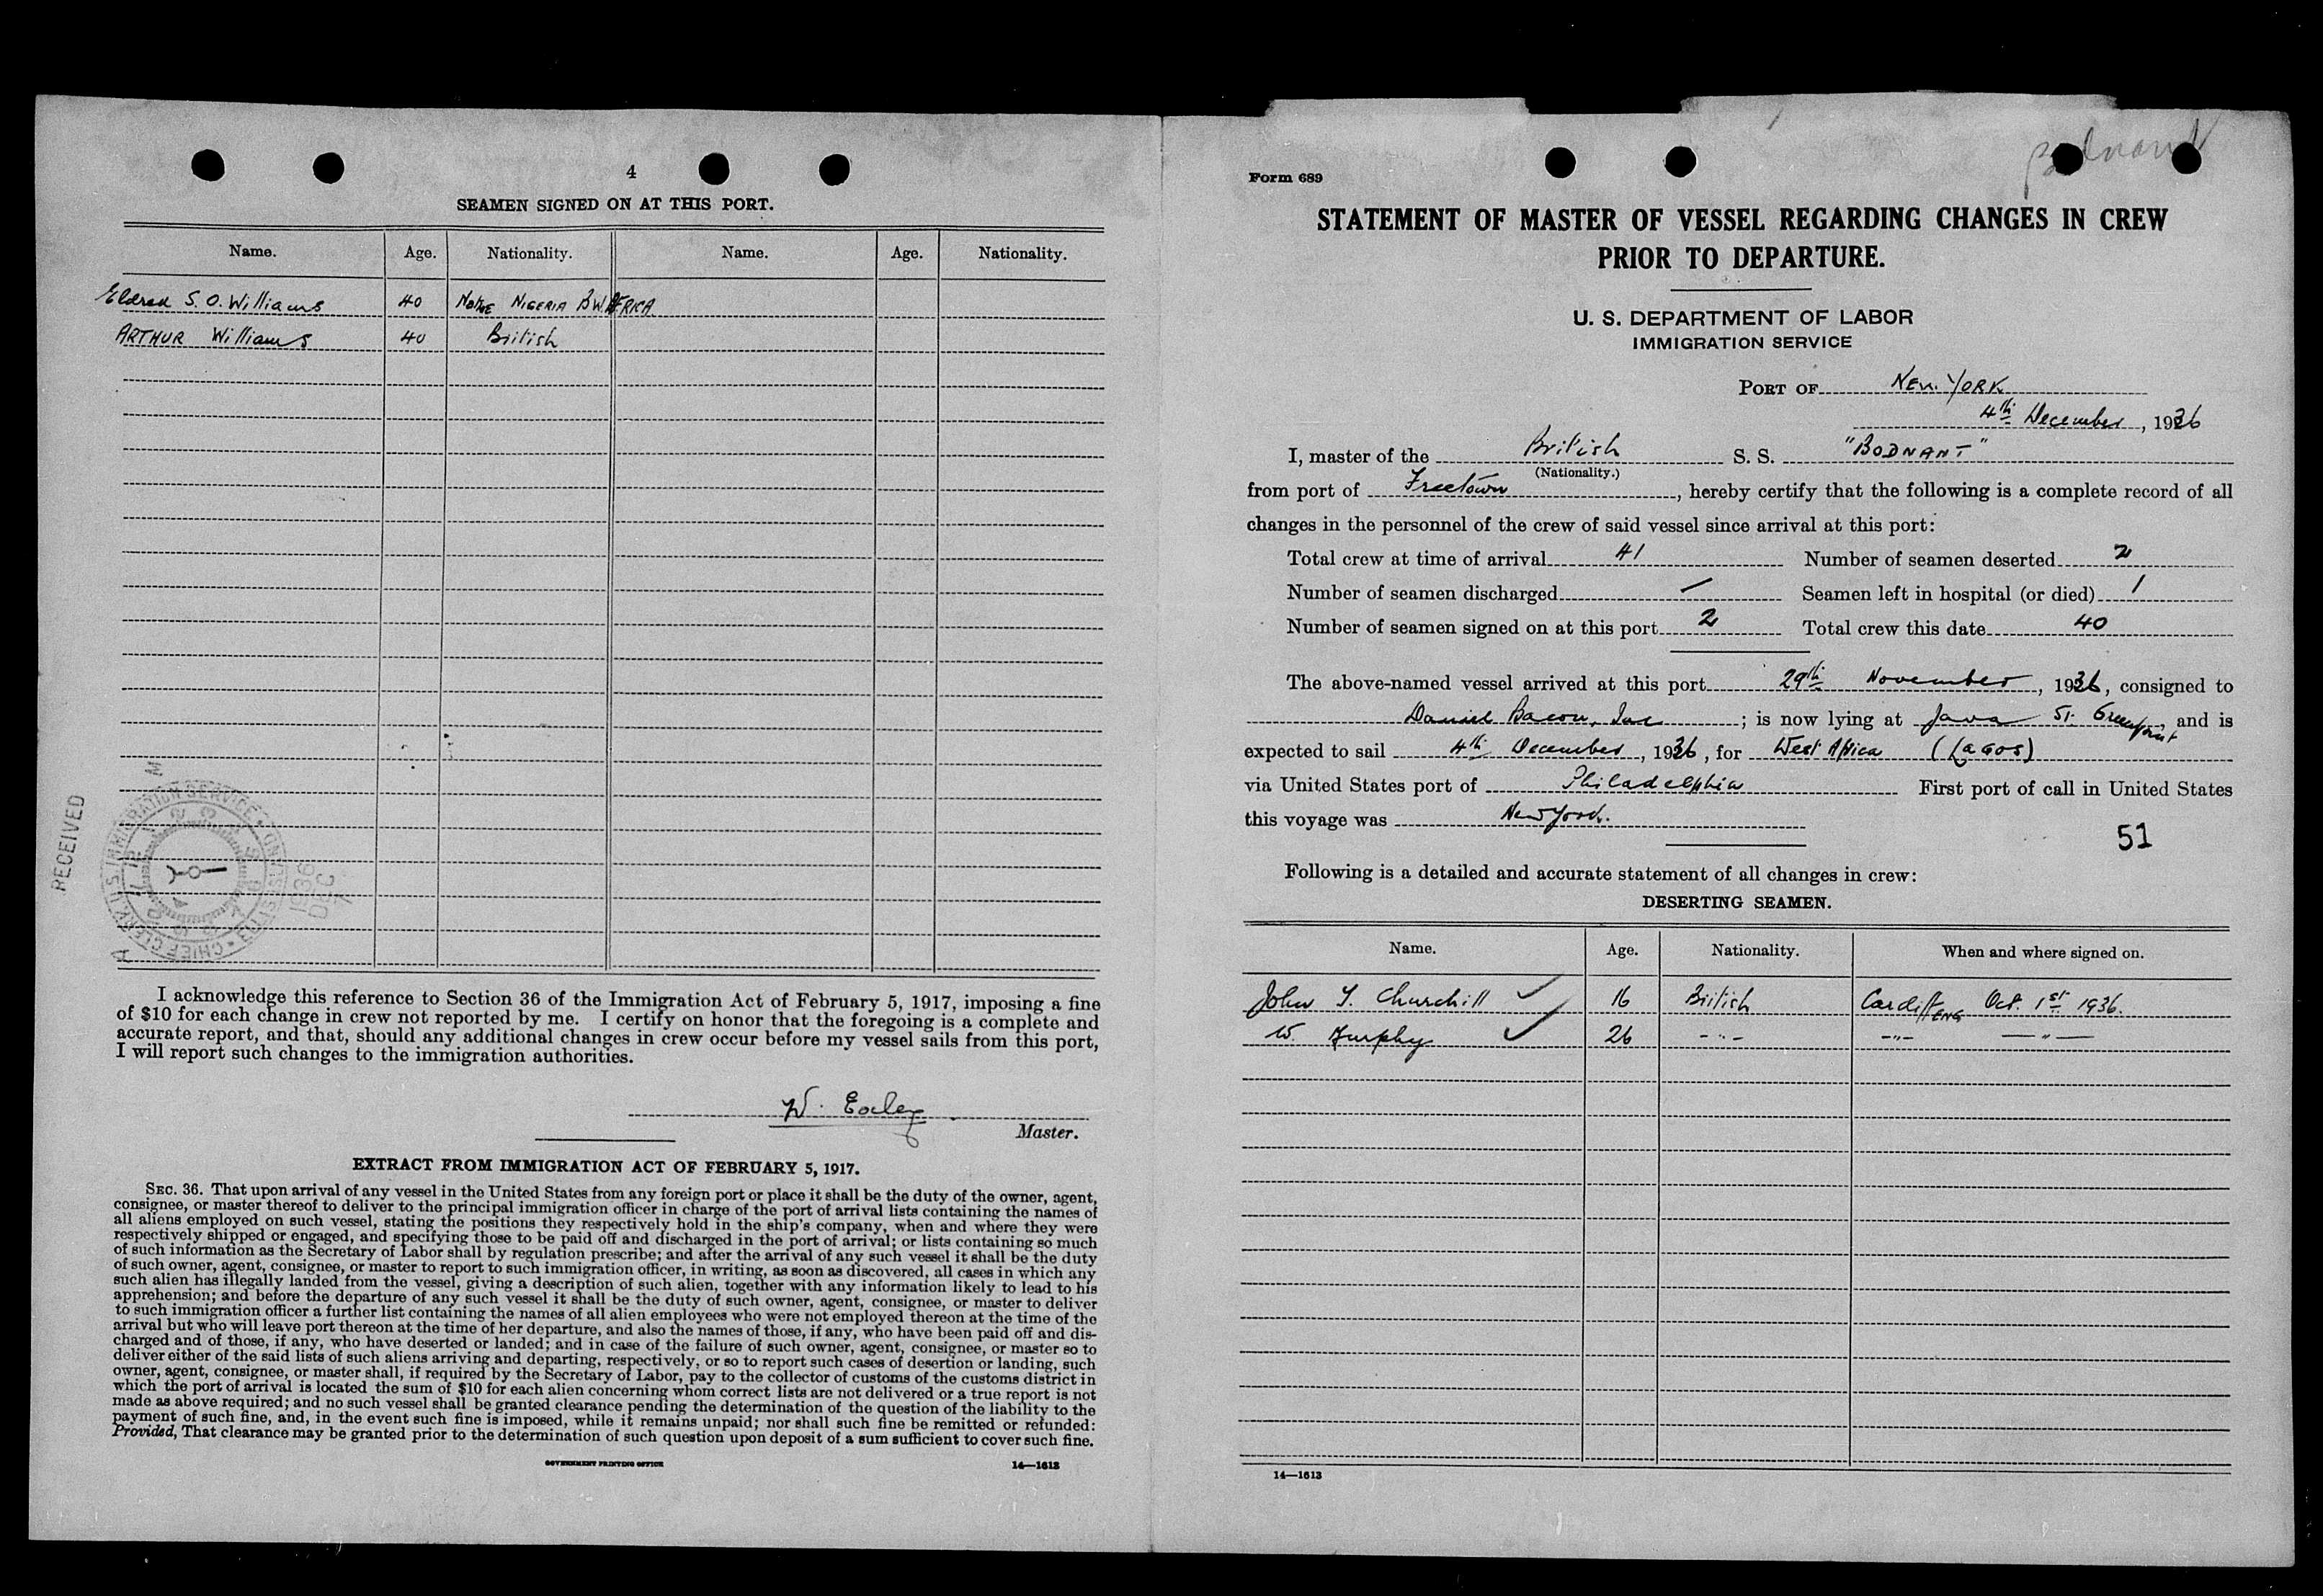 4
SEAMEN SIGNED ON AT THIS PORT.
Name. Age. Nationality. Name. Age. Nationality.
Eldred S. O. Williams 40 NIGERIA B.W. AFRICA
ARTHUR Williams 40 British
RECEIVED
1936
DEC
I acknowledge this reference to Section 36 of the Immigration Act of February 5, 1917, imposing a fine
of $10 for each change in crew not reported by me. I certify on honor that the foregoing is a complete and
accurate report, and that, should any additional changes in crew occur before my vessel sails from this port,
I will report such changes to the immigration authorities.
W.
Master.
EXTRACT FROM IMMIGRATION ACT OF FEBRUARY 5, 1917.
SEC. 36. That upon arrival of any vessel in the United States from any foreign port or place it shall be the duty of the owner, agent,
consignee, or master thereof to deliver to the principal immigration officer in charge of the port of arrival lists containing the names of
all aliens employed on such vessel, stating the positions they respectively hold in the ship's company, when and where they were
respectively shipped or engaged, and specifying those to be paid off and discharged in the port of arrival; or lists containing so much
of such information as the Secretary of Labor shall by regulation prescribe; and after the arrival of any such vessel it shall be the duty
of such owner, agent, consignee, or master to report to such immigration officer, in writing, as soon as discovered, all cases in which any
such alien has illegally landed from the vessel, giving a description of such alien, together with any information likely to lead to his
apprehension; and before the departure of any such vessel it shall be the duty of such owner, agent, consignee, or master to deliver
to such immigration officer a further list containing the names of all alien employees who were not employed thereon at the time of the
arrival but who will leave port thereon at the time of her departure, and also the names of those, if any, who have been paid off and dis-
charged and of those, if any, who have deserted or landed; and in case of the failure of such owner, agent, consignee, or master so to
deliver either of the said lists of such aliens arriving and departing, respectively, or so to report such cases of desertion or landing, such
owner, agent, consignee, or master shall, if required by the Secretary of Labor, pay to the collector of customs of the customs district in
which the port of arrival is located the sum of $10 for each alien concerning whom correct lists are not delivered or a true report is not
made as above required; and no such vessel shall be granted clearance pending the determination of the question of the liability to the
payment of such fine, and, in the event such fine is imposed, while it remains unpaid; nor shall such fine be remitted or refunded:
Provided, That clearance may be granted prior to the determination of such question upon deposit of a sum sufficient to cover such fine.
GOVERNMENT PRINTING OFFICE 14—1613
Bodnant
Form 689
STATEMENT OF MASTER OF VESSEL REGARDING CHANGES IN CREW
PRIOR TO DEPARTURE.
U. S. DEPARTMENT OF LABOR
IMMIGRATION SERVICE
PORT OF NEW YORK
4th December, 1936
I, master of the British S. S. "BODNANT"
(Nationality.)
from port of Freetown, hereby certify that the following is a complete record of all
changes in the personnel of the crew of said vessel since arrival at this port:
Total crew at time of arrival 41 Number of seamen deserted 2
Number of seamen discharged — Seamen left in hospital (or died) 1
Number of seamen signed on at this port 2 Total crew this date 40
The above-named vessel arrived at this port 29th November, 1936, consigned to
Daniel Bacon, Inc; is now lying at Java St. Greenpoint, and is
expected to sail 4th December, 1936, for West Africa (Lagos)
via United States port of Philadelphia First port of call in United States
this voyage was New York.
51
Following is a detailed and accurate statement of all changes in crew:
DESERTING SEAMEN.
Name. Age. Nationality. When and where signed on.
John Churchill ✓ 16 British Cardiff ENG Oct. 1st 1936.
W. Murphy ✓ 26 -"- -"- -"-
14—1613